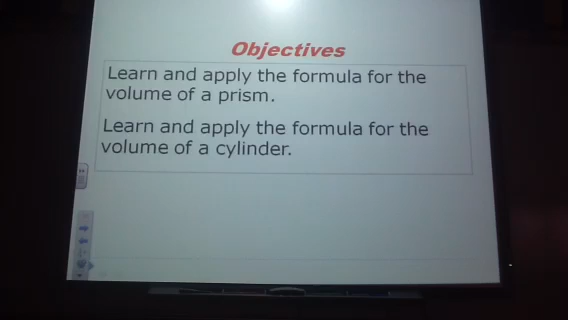 Objectives
Learn and apply the formula for the
volume of a prism.
Learn and apply the formula for the
volume of a cylinder.